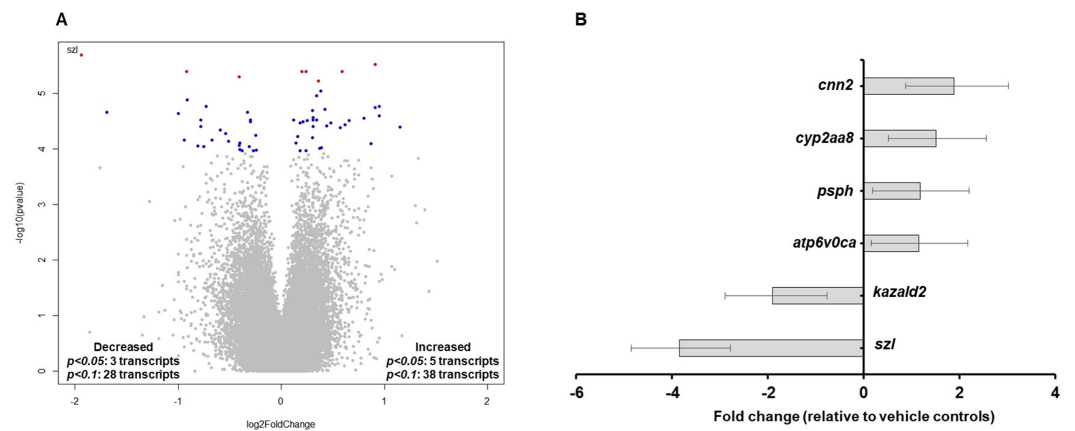 A
szl
5
4
3
2
1
0
-log10(pvalue)
Decreased
p<0.05: 3 transcripts
p<0.1: 28 transcripts
Increased
p<0.05: 5 transcripts
p<0.1: 38 transcripts
-2 -1 0 1 2
log2FoldChange
B
cnn2
cyp2aa8
psph
atp6v0ca
kazald2
szl
-6 -4 -2 0 2 4
Fold change (relative to vehicle controls)